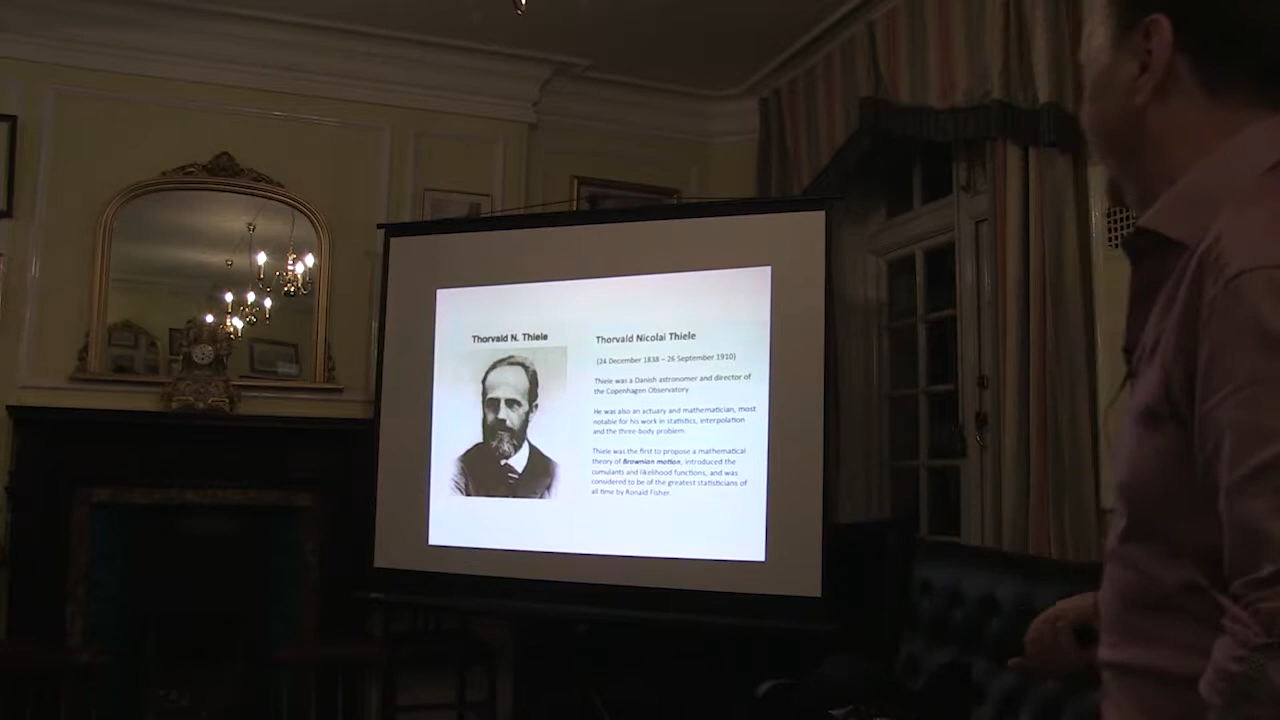 Thorvald N. Thiele
Thorvald Nicolai Thiele
(24 December 1838 – 26 September 1910)
Thiele was a Danish astronomer and director of
the Copenhagen Observatory
He was also an actuary and mathematician, most
notable for his work in statistics, interpolation
and the three-body problem.
Thiele was the first to propose a mathematical
theory of Brownian motion, introduced the
cumulants and likelihood functions, and was
considered to be of the greatest statisticians of
all time by Ronald Fisher.